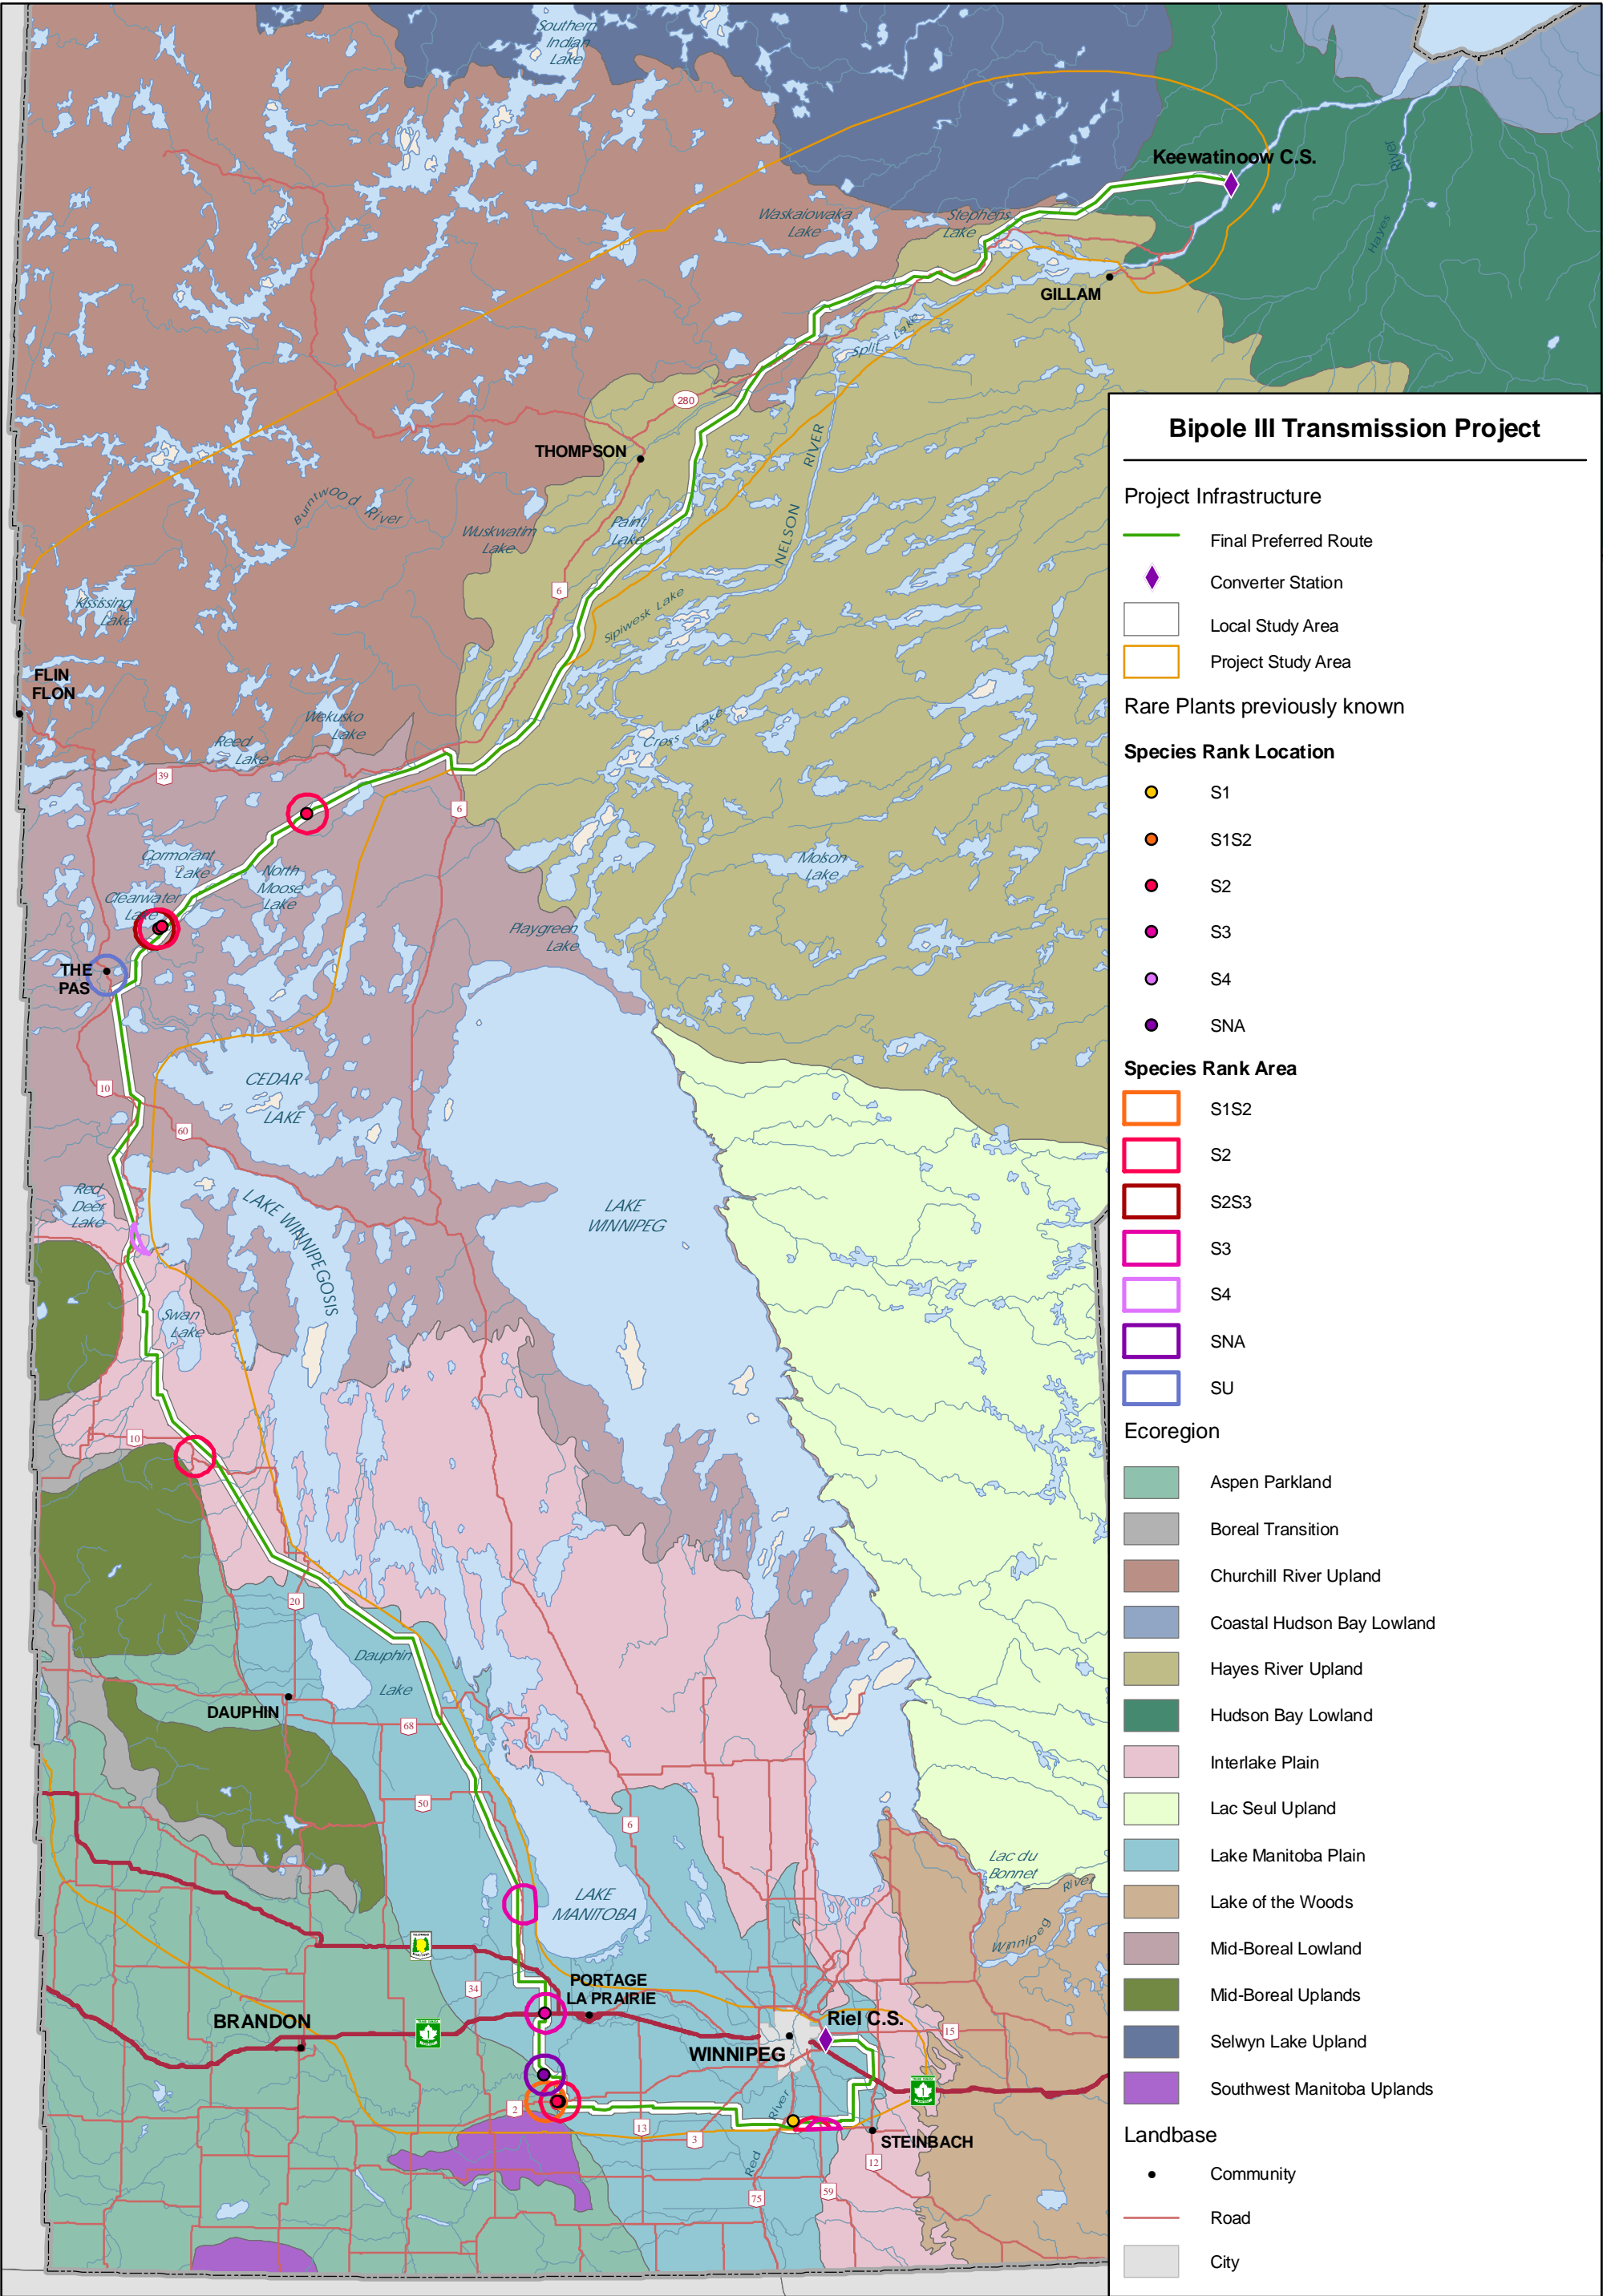 Southern
Indian
Lake
Keewatinoow C.S.
River
Hayes
Waskaiowaka
Lake
Stephens
Lake
GILLAM
Split Lake
280
THOMPSON
NELSON RIVER
Burntwood River
Wuskwatim
Lake
Paint
Lake
6
Sipiwesk Lake
Kississing
Lake
FLIN
FLON
Wekusko
Lake
Reed
Lake
Cross Lake
39
6
Cormorant
Lake
North
Moose
Lake
Clearwater
Lake
Molson
Lake
Playgreen
Lake
THE
PAS
CEDAR
LAKE
10
60
Red
Deer
Lake
LAKE WINNIPEGOSIS
LAKE
WINNIPEG
Swan
Lake
10
20
Dauphin
Lake
DAUPHIN
68
50
6
Lac du
Bonnet
Winnipeg River
LAKE
MANITOBA
34
PORTAGE
LA PRAIRIE
BRANDON
1
Riel C.S.
WINNIPEG
15
1
2
13
3
Red River
STEINBACH
12
75
59
Bipole III Transmission Project
Project Infrastructure
Final Preferred Route
Converter Station
Local Study Area
Project Study Area
Rare Plants previously known
Species Rank Location
S1
S1S2
S2
S3
S4
SNA
Species Rank Area
S1S2
S2
S2S3
S3
S4
SNA
SU
Ecoregion
Aspen Parkland
Boreal Transition
Churchill River Upland
Coastal Hudson Bay Lowland
Hayes River Upland
Hudson Bay Lowland
Interlake Plain
Lac Seul Upland
Lake Manitoba Plain
Lake of the Woods
Mid-Boreal Lowland
Mid-Boreal Uplands
Selwyn Lake Upland
Southwest Manitoba Uplands
Landbase
Community
Road
City